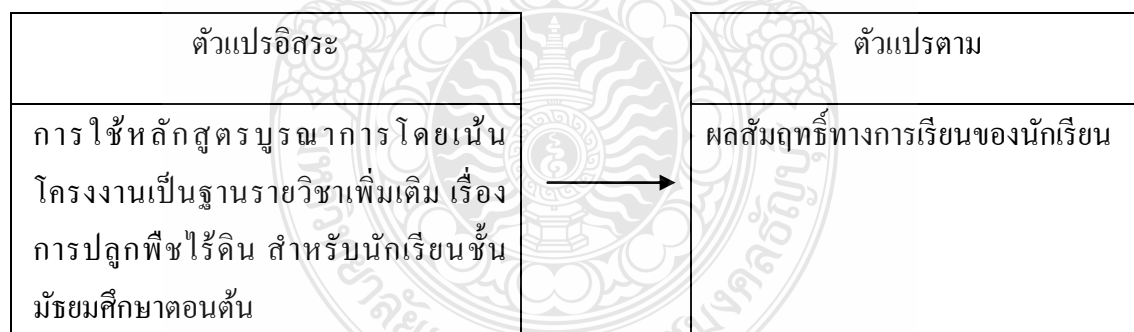 ตัวแปรอิสระ
ตัวแปรตาม
การใช้หลักสูตรบูรณาการโดยเน้น
โครงงานเป็นฐานรายวิชาเพิ่มเติม เรื่อง
การปลูกพืชไร้ดิน สำหรับนักเรียนชั้น
มัธยมศึกษาตอนต้น
ผลสัมฤทธิ์ทางการเรียนของนักเรียน